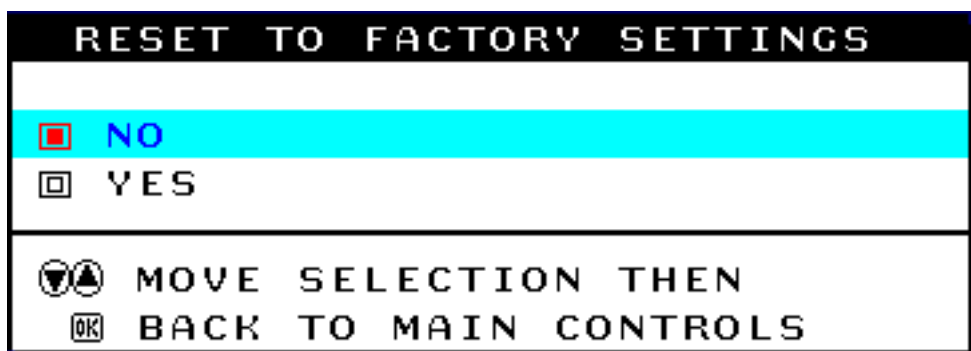 RESET TO FACTORY SETTINGS
NO
YES
MOVE SELECTION THEN
OK BACK TO MAIN CONTROLS